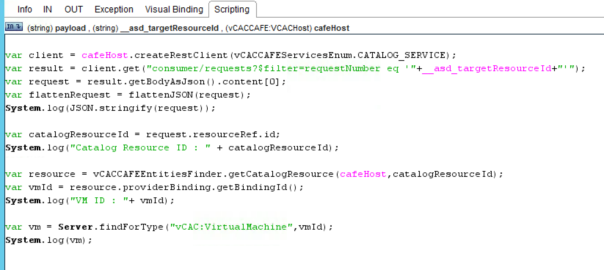 Info IN OUT Exception Visual Binding Scripting
(string) payload , (string) __asd_targetResourceId , (vCACCAFE:VCACHost) cafeHost
var client = cafeHost.createRestClient(vCACCAFEServicesEnum.CATALOG_SERVICE);
var result = client.get("consumer/requests?$filter=requestNumber eq '"+__asd_targetResourceId+"'");
var request = result.getBodyAsJson().content[0];
var flattenRequest = flattenJSON(request);
System.log(JSON.stringify(request));
var catalogResourceId = request.resourceRef.id;
System.log("Catalog Resource ID : " + catalogResourceId);
var resource = vCACCAFEEntitiesFinder.getCatalogResource(cafeHost,catalogResourceId);
var vmId = resource.providerBinding.getBindingId();
System.log("VM ID : "+ vmId);
var vm = Server.findForType("vCAC:VirtualMachine",vmId);
System.log(vm);